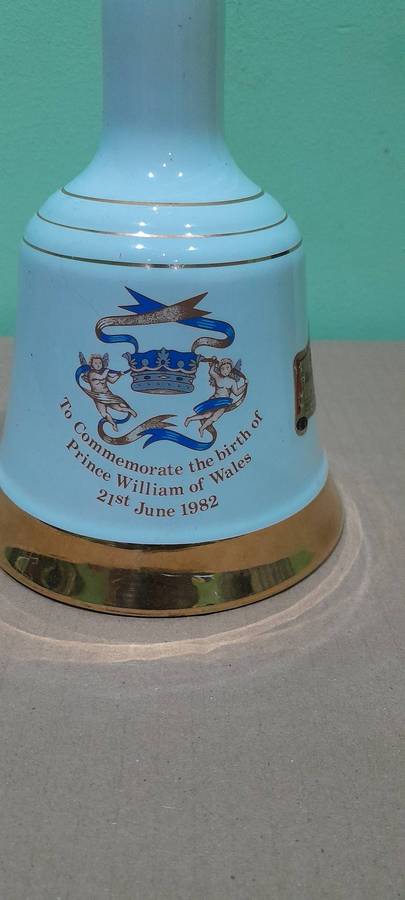 To Commemorate the birth of
Prince William of Wales
21st June 1982